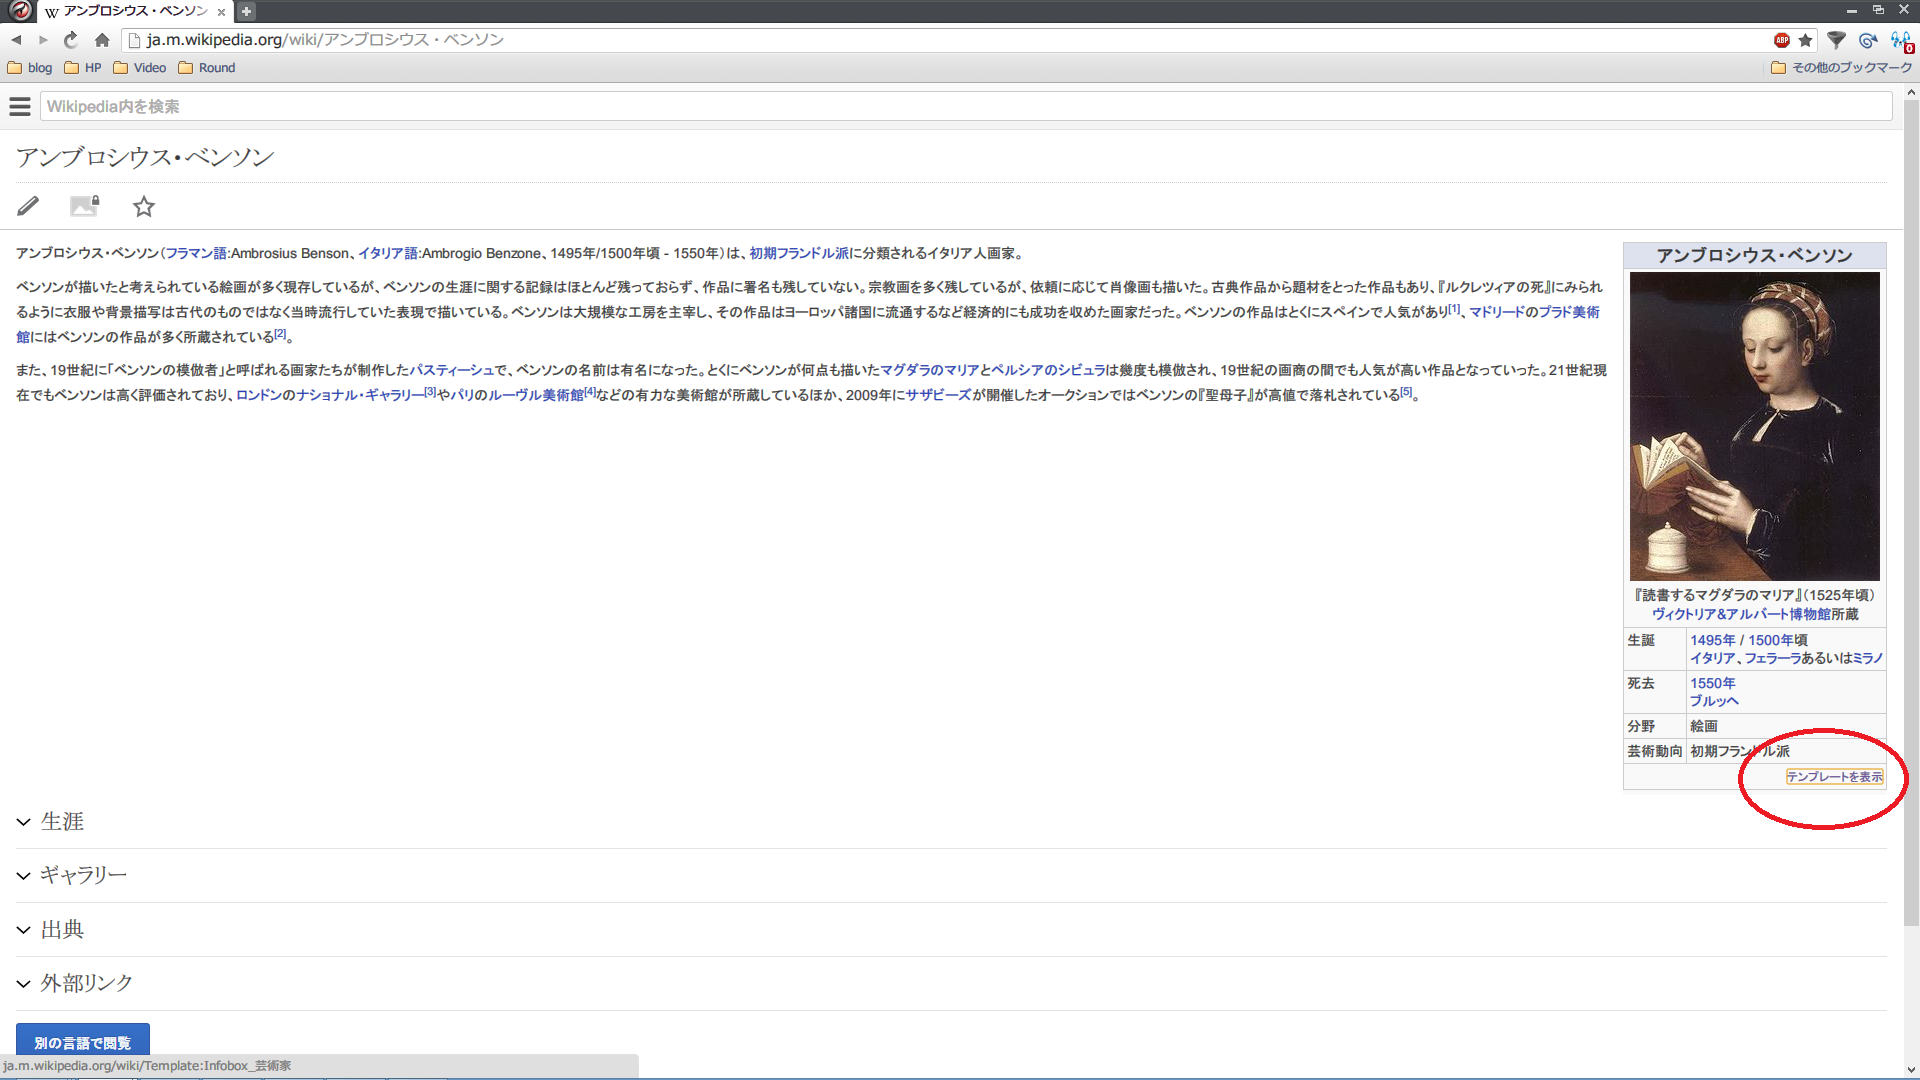 アンブロシウス・ベンソン
ja.m.wikipedia.org/wiki/アンブロシウス・ベンソン
ABP
0
blog HP Video Round その他のブックマーク
Wikipedia内を検索
アンブロシウス・ベンソン
アンブロシウス・ベンソン（フラマン語:Ambrosius Benson、イタリア語:Ambrogio Benzone、1495年/1500年頃 - 1550年）は、初期フランドル派に分類されるイタリア人画家。
ベンソンが描いたと考えられている絵画が多く現存しているが、ベンソンの生涯に関する記録はほとんど残っておらず、作品に署名も残していない。宗教画を多く残しているが、依頼に応じて肖像画も描いた。古典作品から題材をとった作品もあり、『ルクレツィアの死』にみられ
るように衣服や背景描写は古代のものではなく当時流行していた表現で描いている。ベンソンは大規模な工房を主宰し、その作品はヨーロッパ諸国に流通するなど経済的にも成功を収めた画家だった。ベンソンの作品はとくにスペインで人気があり[1]、マドリードのプラド美術
館にはベンソンの作品が多く所蔵されている[2]。
また、19世紀に「ベンソンの模倣者」と呼ばれる画家たちが制作したパスティーシュで、ベンソンの名前は有名になった。とくにベンソンが何点も描いたマグダラのマリアとペルシアのシビュラは幾度も模倣され、19世紀の画商の間でも人気が高い作品となっていった。21世紀現
在でもベンソンは高く評価されており、ロンドンのナショナル・ギャラリー[3]やパリのルーヴル美術館[4]などの有力な美術館が所蔵しているほか、2009年にサザビーズが開催したオークションではベンソンの『聖母子』が高値で落札されている[5]。
アンブロシウス・ベンソン
『読書するマグダラのマリア』（1525年頃）
ヴィクトリア&アルバート博物館所蔵
生誕 1495年 / 1500年頃
イタリア、フェラーラあるいはミラノ
死去 1550年
ブルッヘ
分野 絵画
芸術動向 初期フランドル派
テンプレートを表示
生涯
ギャラリー
出典
外部リンク
別の言語で閲覧
ja.m.wikipedia.org/wiki/Template:Infobox_芸術家